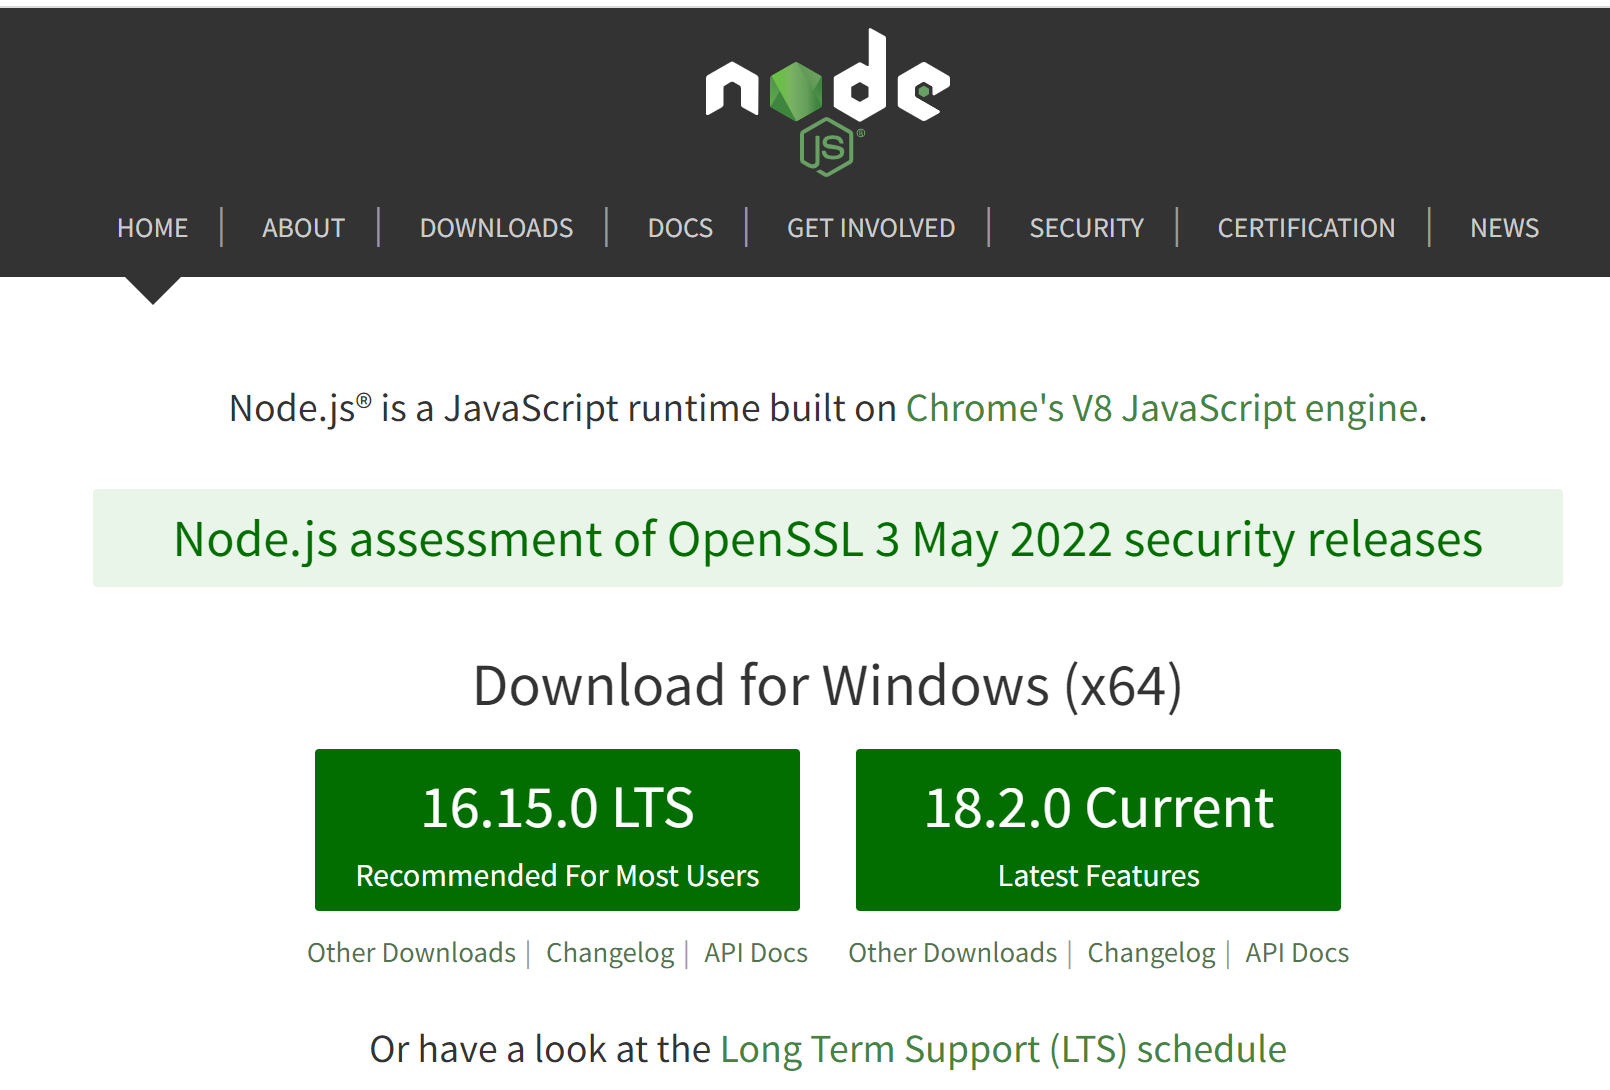 node
JS®
HOME | ABOUT | DOWNLOADS | DOCS | GET INVOLVED | SECURITY | CERTIFICATION | NEWS
Node.js® is a JavaScript runtime built on Chrome's V8 JavaScript engine.
Node.js assessment of OpenSSL 3 May 2022 security releases
Download for Windows (x64)
16.15.0 LTS
Recommended For Most Users
18.2.0 Current
Latest Features
Other Downloads | Changelog | API Docs
Other Downloads | Changelog | API Docs
Or have a look at the Long Term Support (LTS) schedule